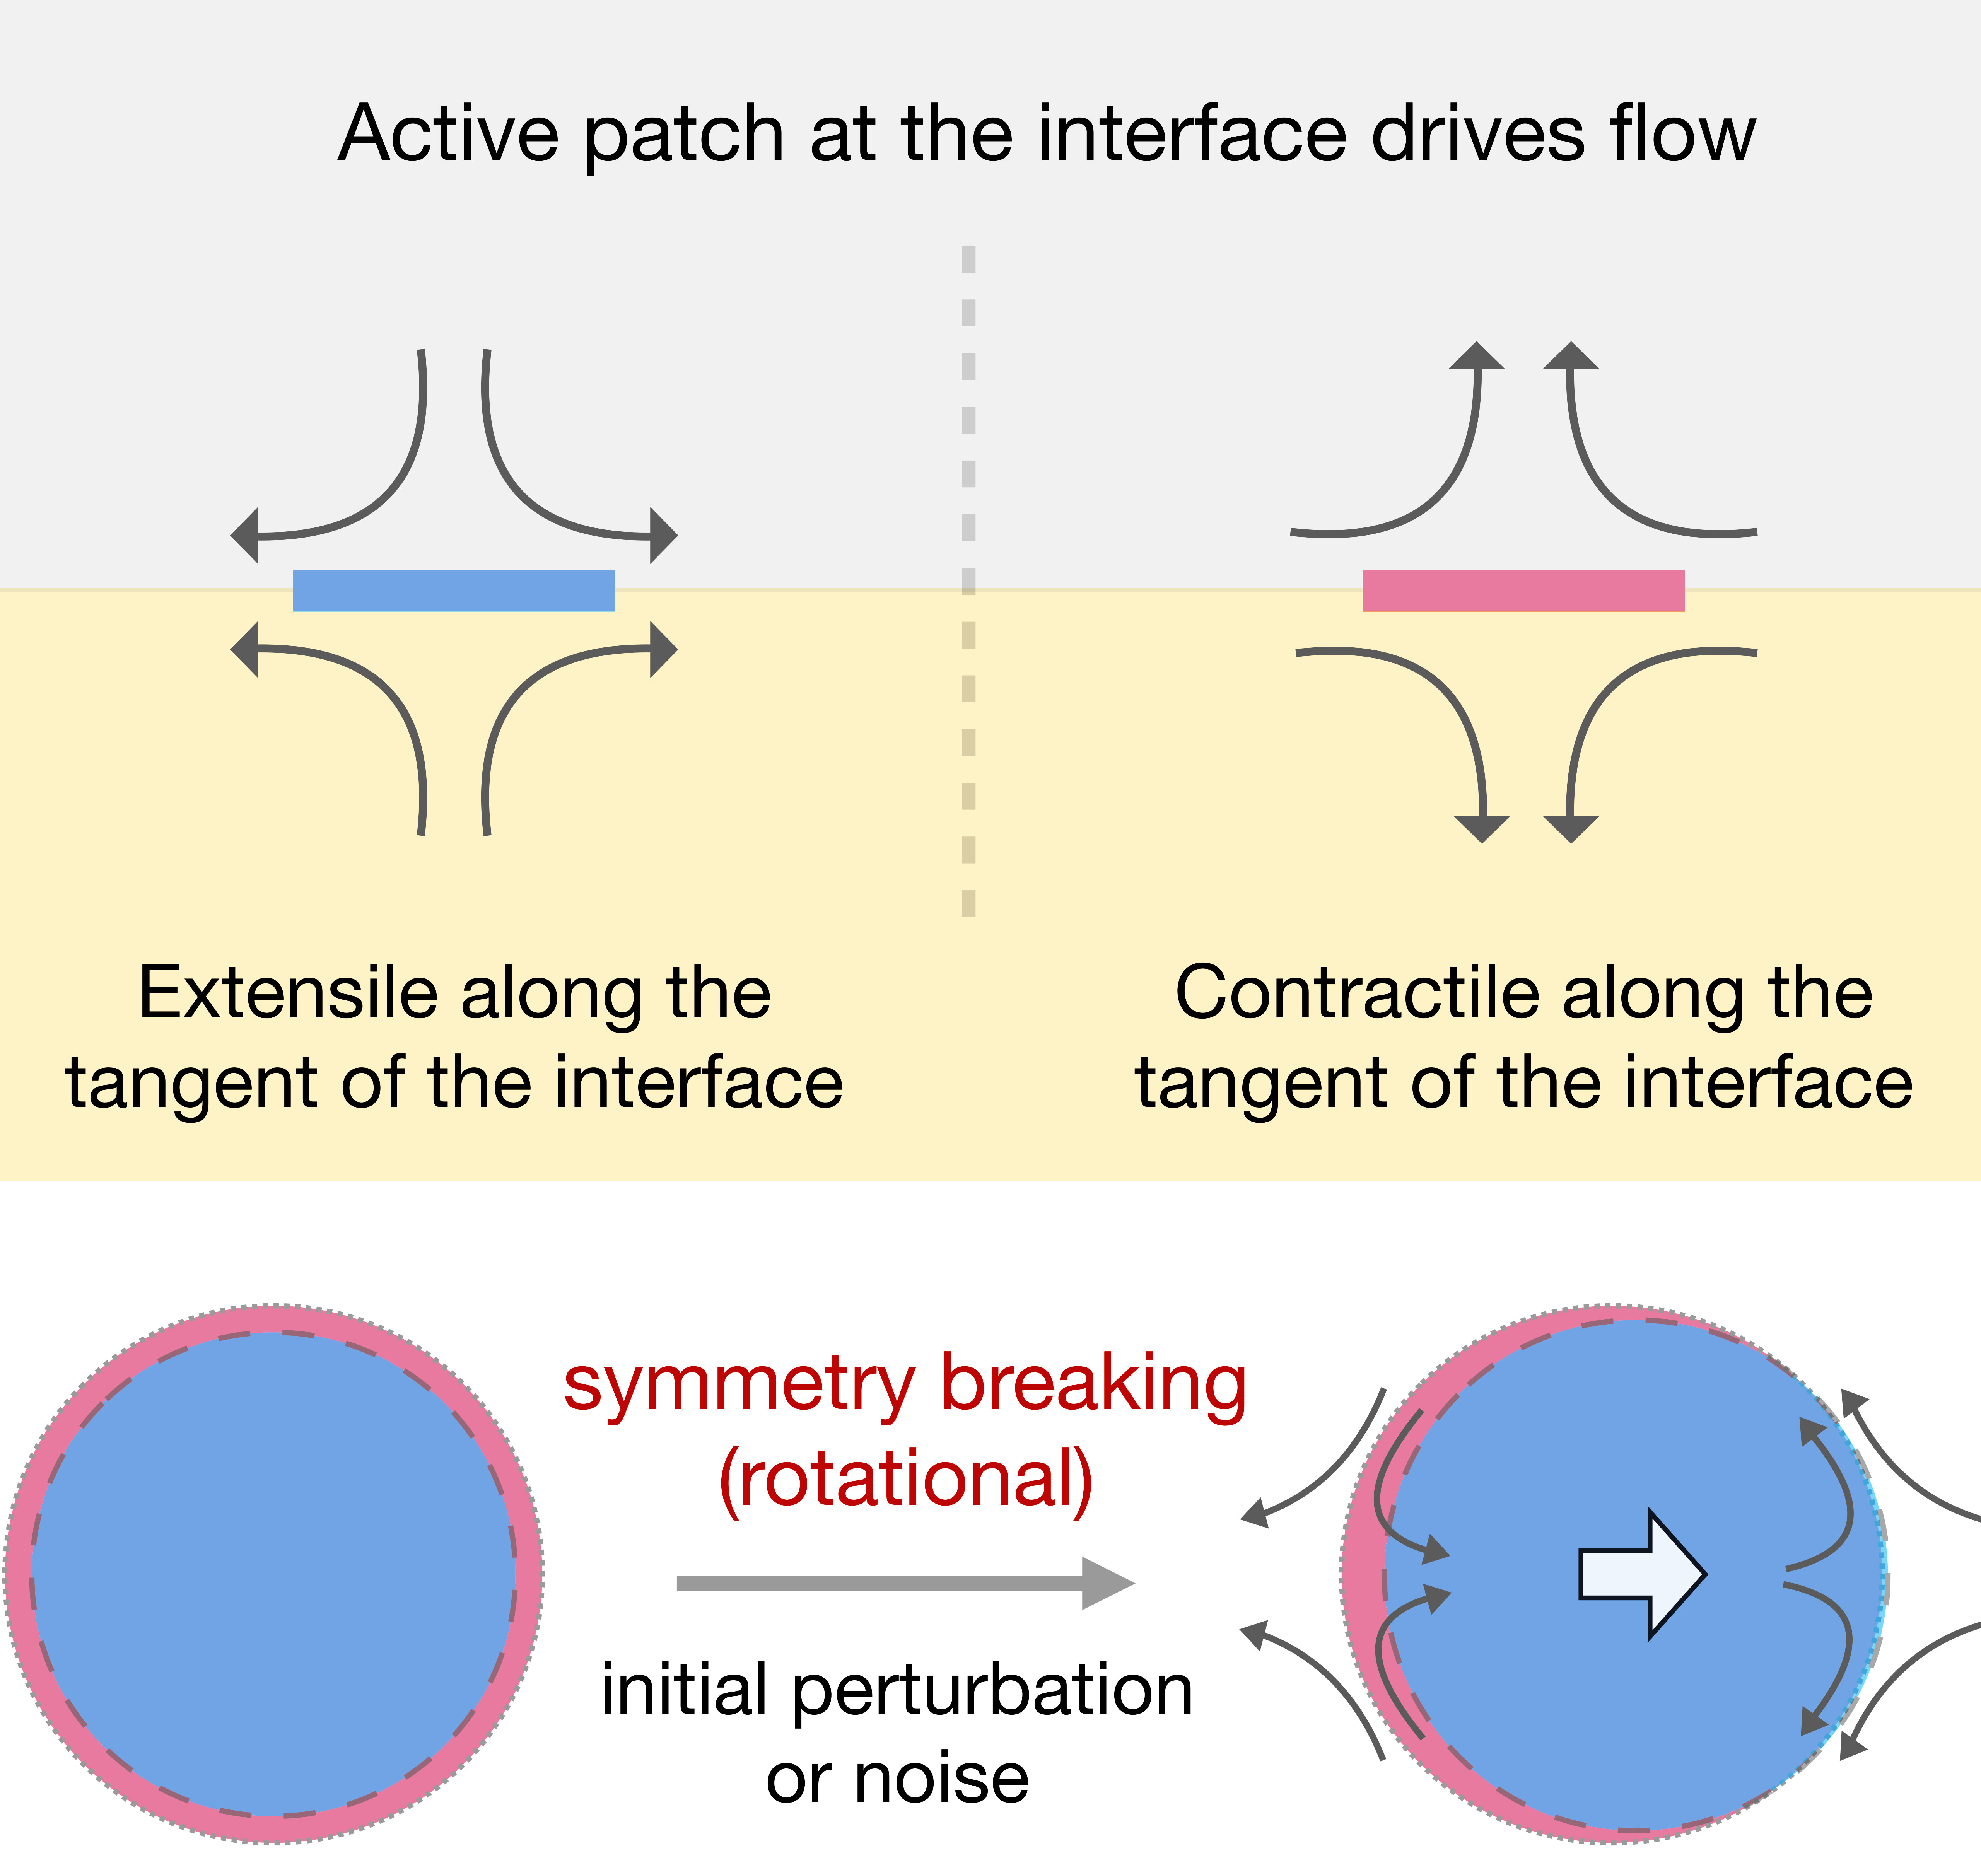 Active patch at the interface drives flow
Extensile along the
tangent of the interface
Contractile along the
tangent of the interface
symmetry breaking
(rotational)
initial perturbation
or noise